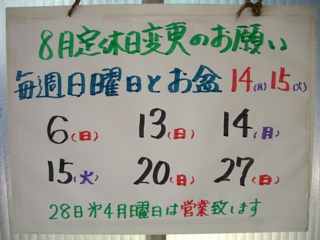 8月定休日変更のお願い
毎週日曜日とお盆14(月)15(火)
6(日) 13(日) 14(月)
15(火) 20(日) 27(日)
28日第4月曜日は営業致します